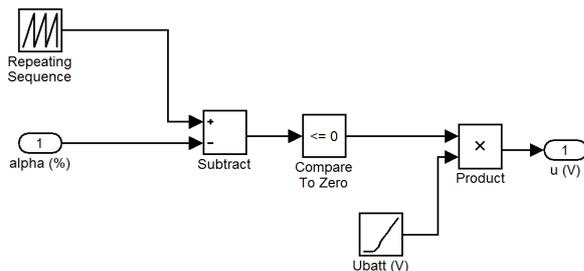 Repeating
Sequence
1
alpha (%)
+
−
Subtract
<= 0
Compare
To Zero
×
Product
1
u (V)
Ubatt (V)